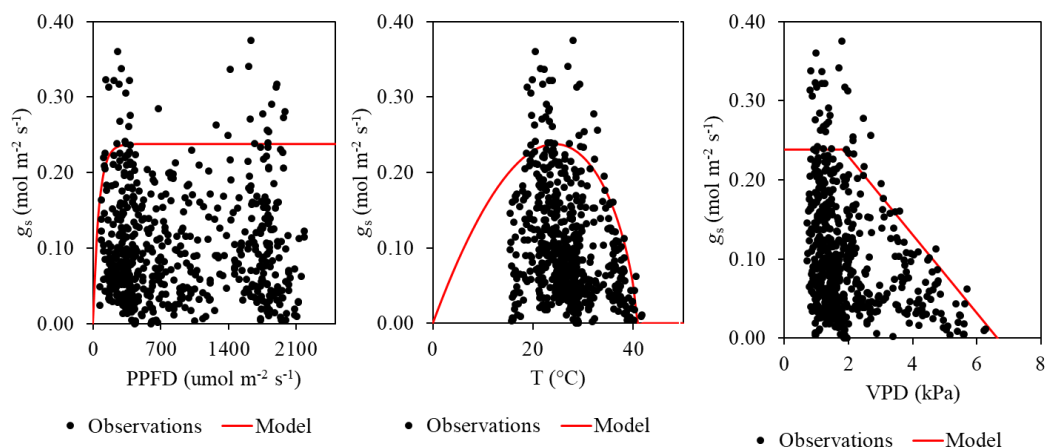 0.40
0.30
0.20
0.10
0.00
gs (mol m-2 s-1)
0 700 1400 2100
PPFD (umol m-2 s-1)
Observations Model
0.40
0.30
0.20
0.10
0.00
gs (mol m-2 s-1)
0 20 40
T (°C)
Observations Model
0.40
0.30
0.20
0.10
0.00
gs (mol m-2 s-1)
0 2 4 6 8
VPD (kPa)
Observations Model